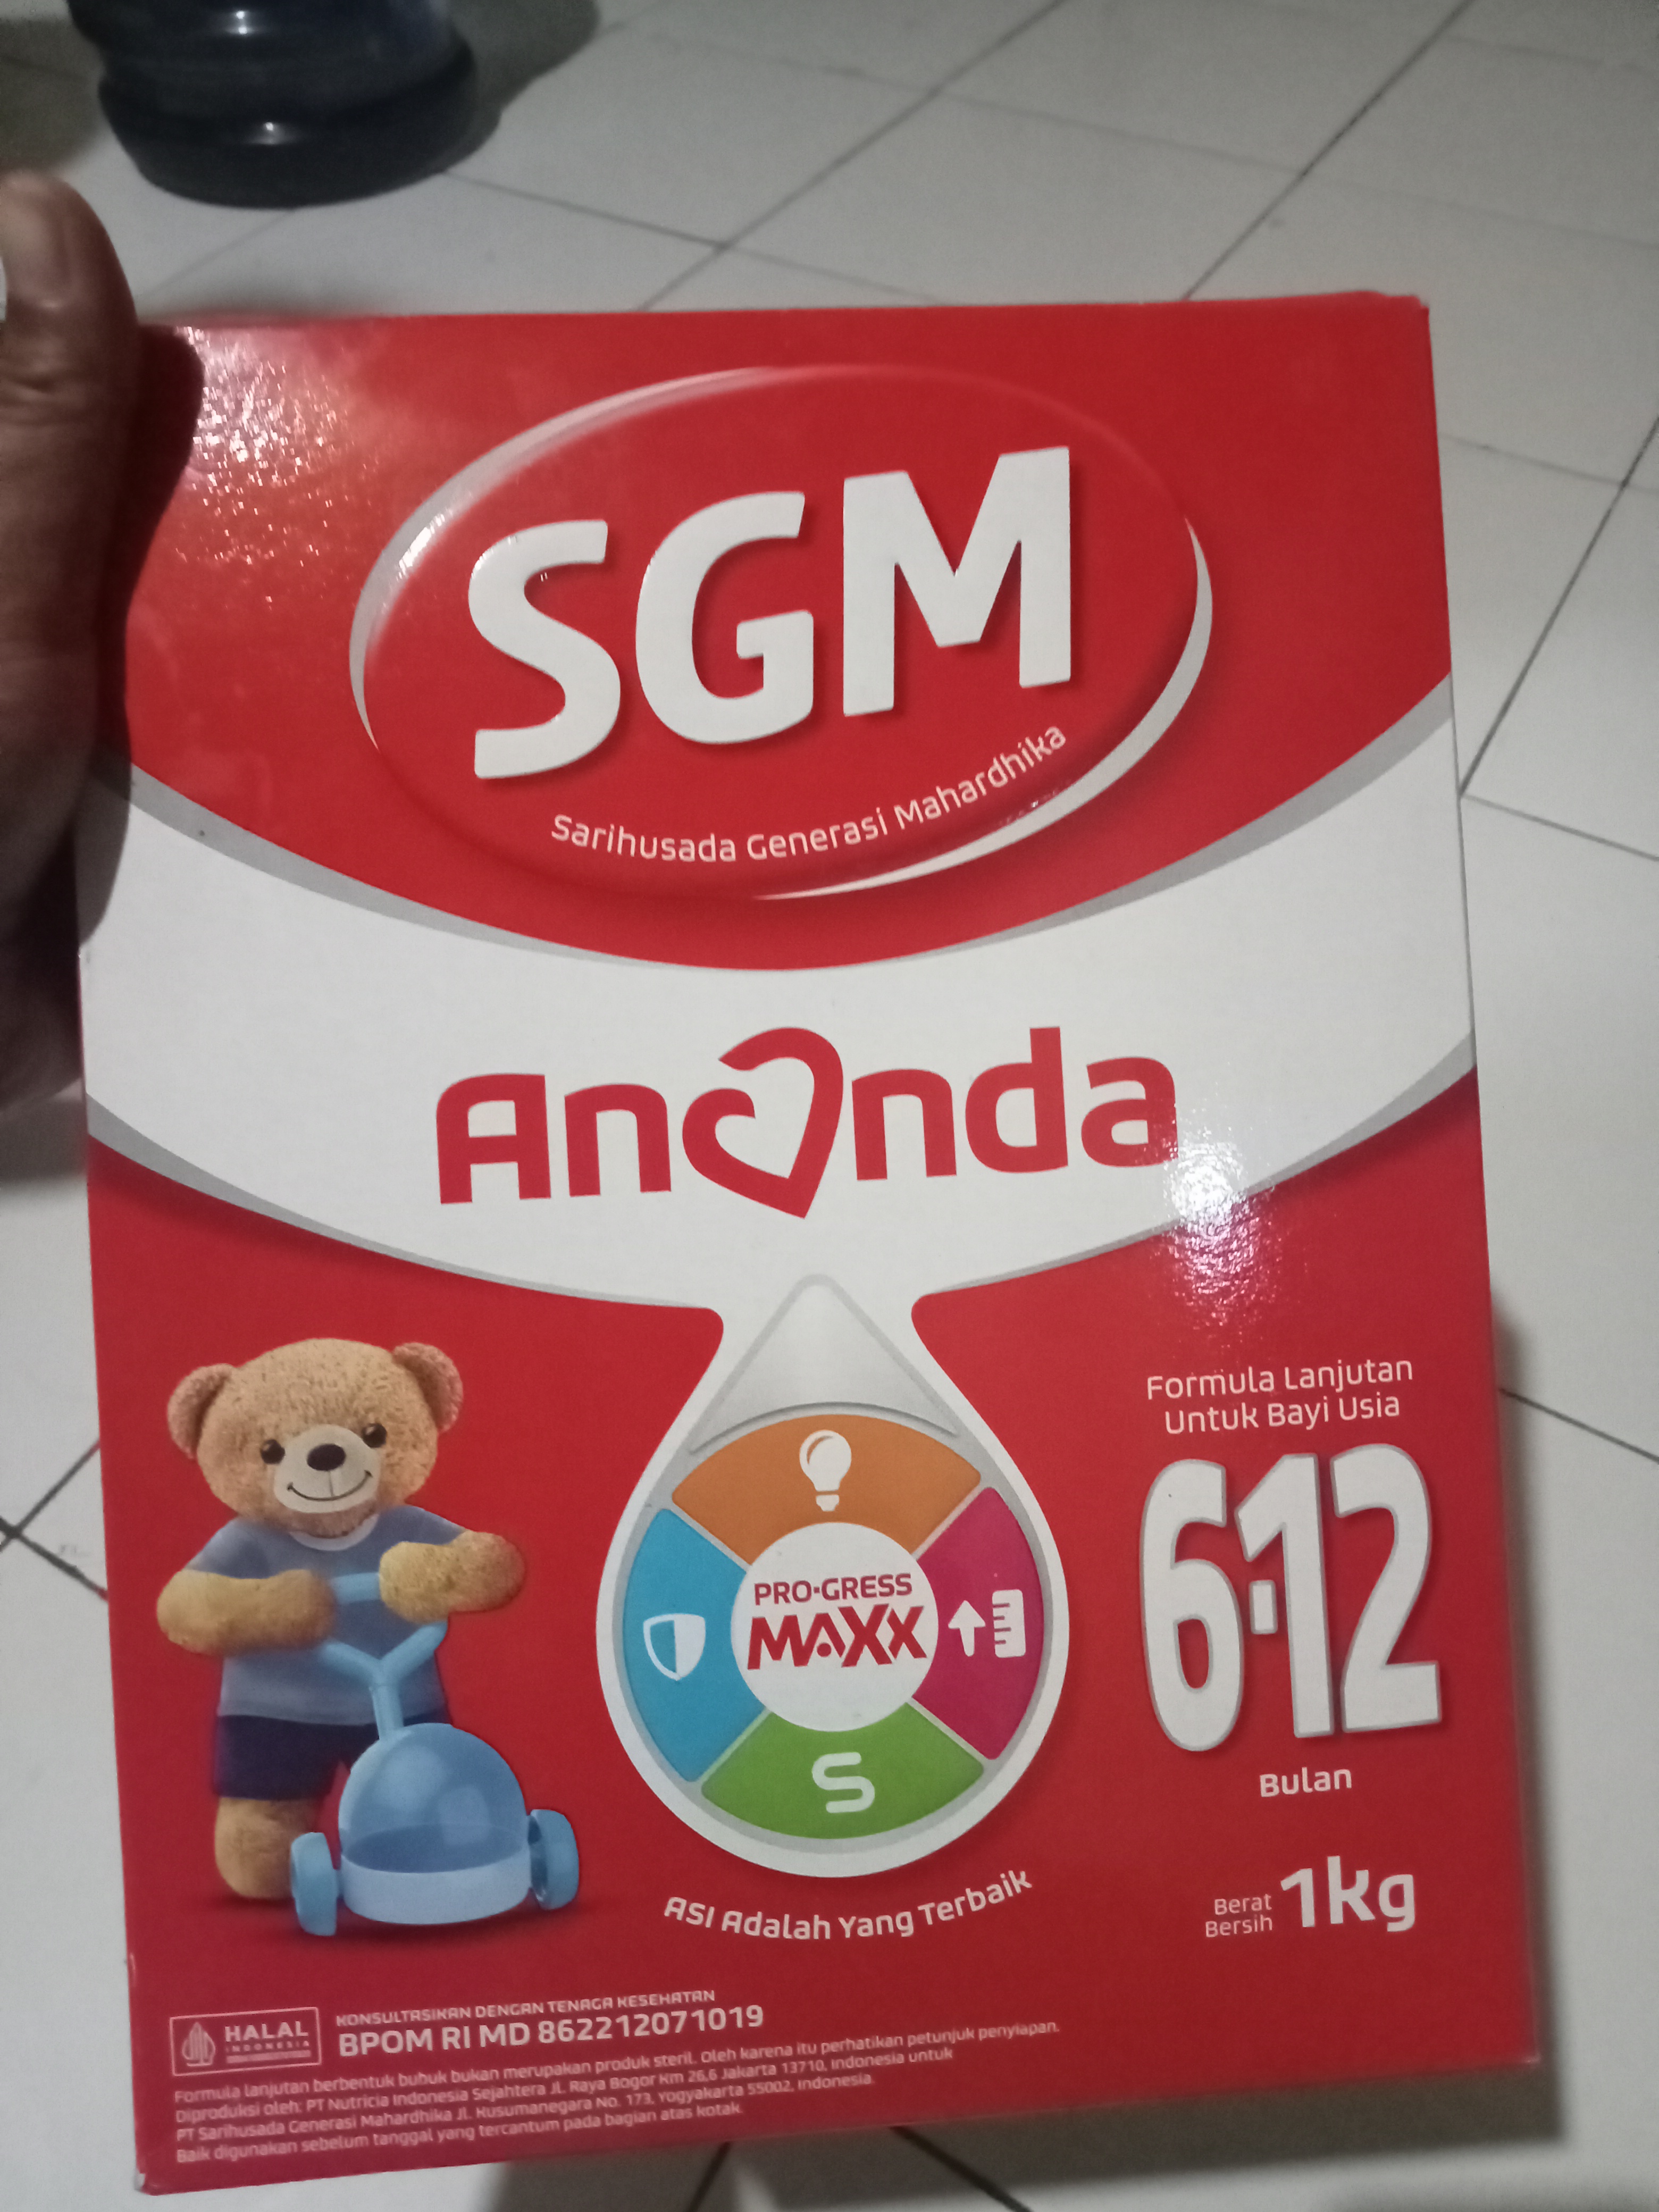 SGM
Sarihusada Generasi Mahardhika
Ananda
Formula Lanjutan
Untuk Bayi Usia
6-12
Bulan
PRO-GRESS
MAXX
S
ASI Adalah Yang Terbaik
Berat
Bersih
1kg
HALAL
INDONESIA
KONSULTASIKAN DENGAN TENAGA KESEHATAN
BPOM RI MD 862212071019
Formula lanjutan berbentuk bubuk bukan merupakan produk steril. Oleh karena itu perhatikan petunjuk penyiapan.
Diproduksi oleh: PT Nutricia Indonesia Sejahtera Jl. Raya Bogor Km 26,6 Jakarta 13710, Indonesia untuk
PT Sarihusada Generasi Mahardhika Jl. Kusumanegara No. 173, Yogyakarta 55002, Indonesia.
Baik digunakan sebelum tanggal yang tercantum pada bagian atas kotak.